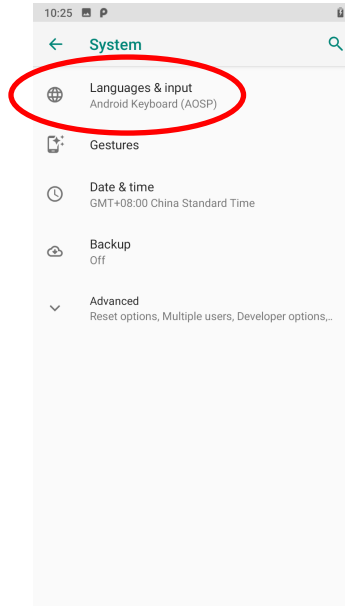 10:25
System
Languages & input
Android Keyboard (AOSP)
Gestures
Date & time
GMT+08:00 China Standard Time
Backup
Off
Advanced
Reset options, Multiple users, Developer options,..